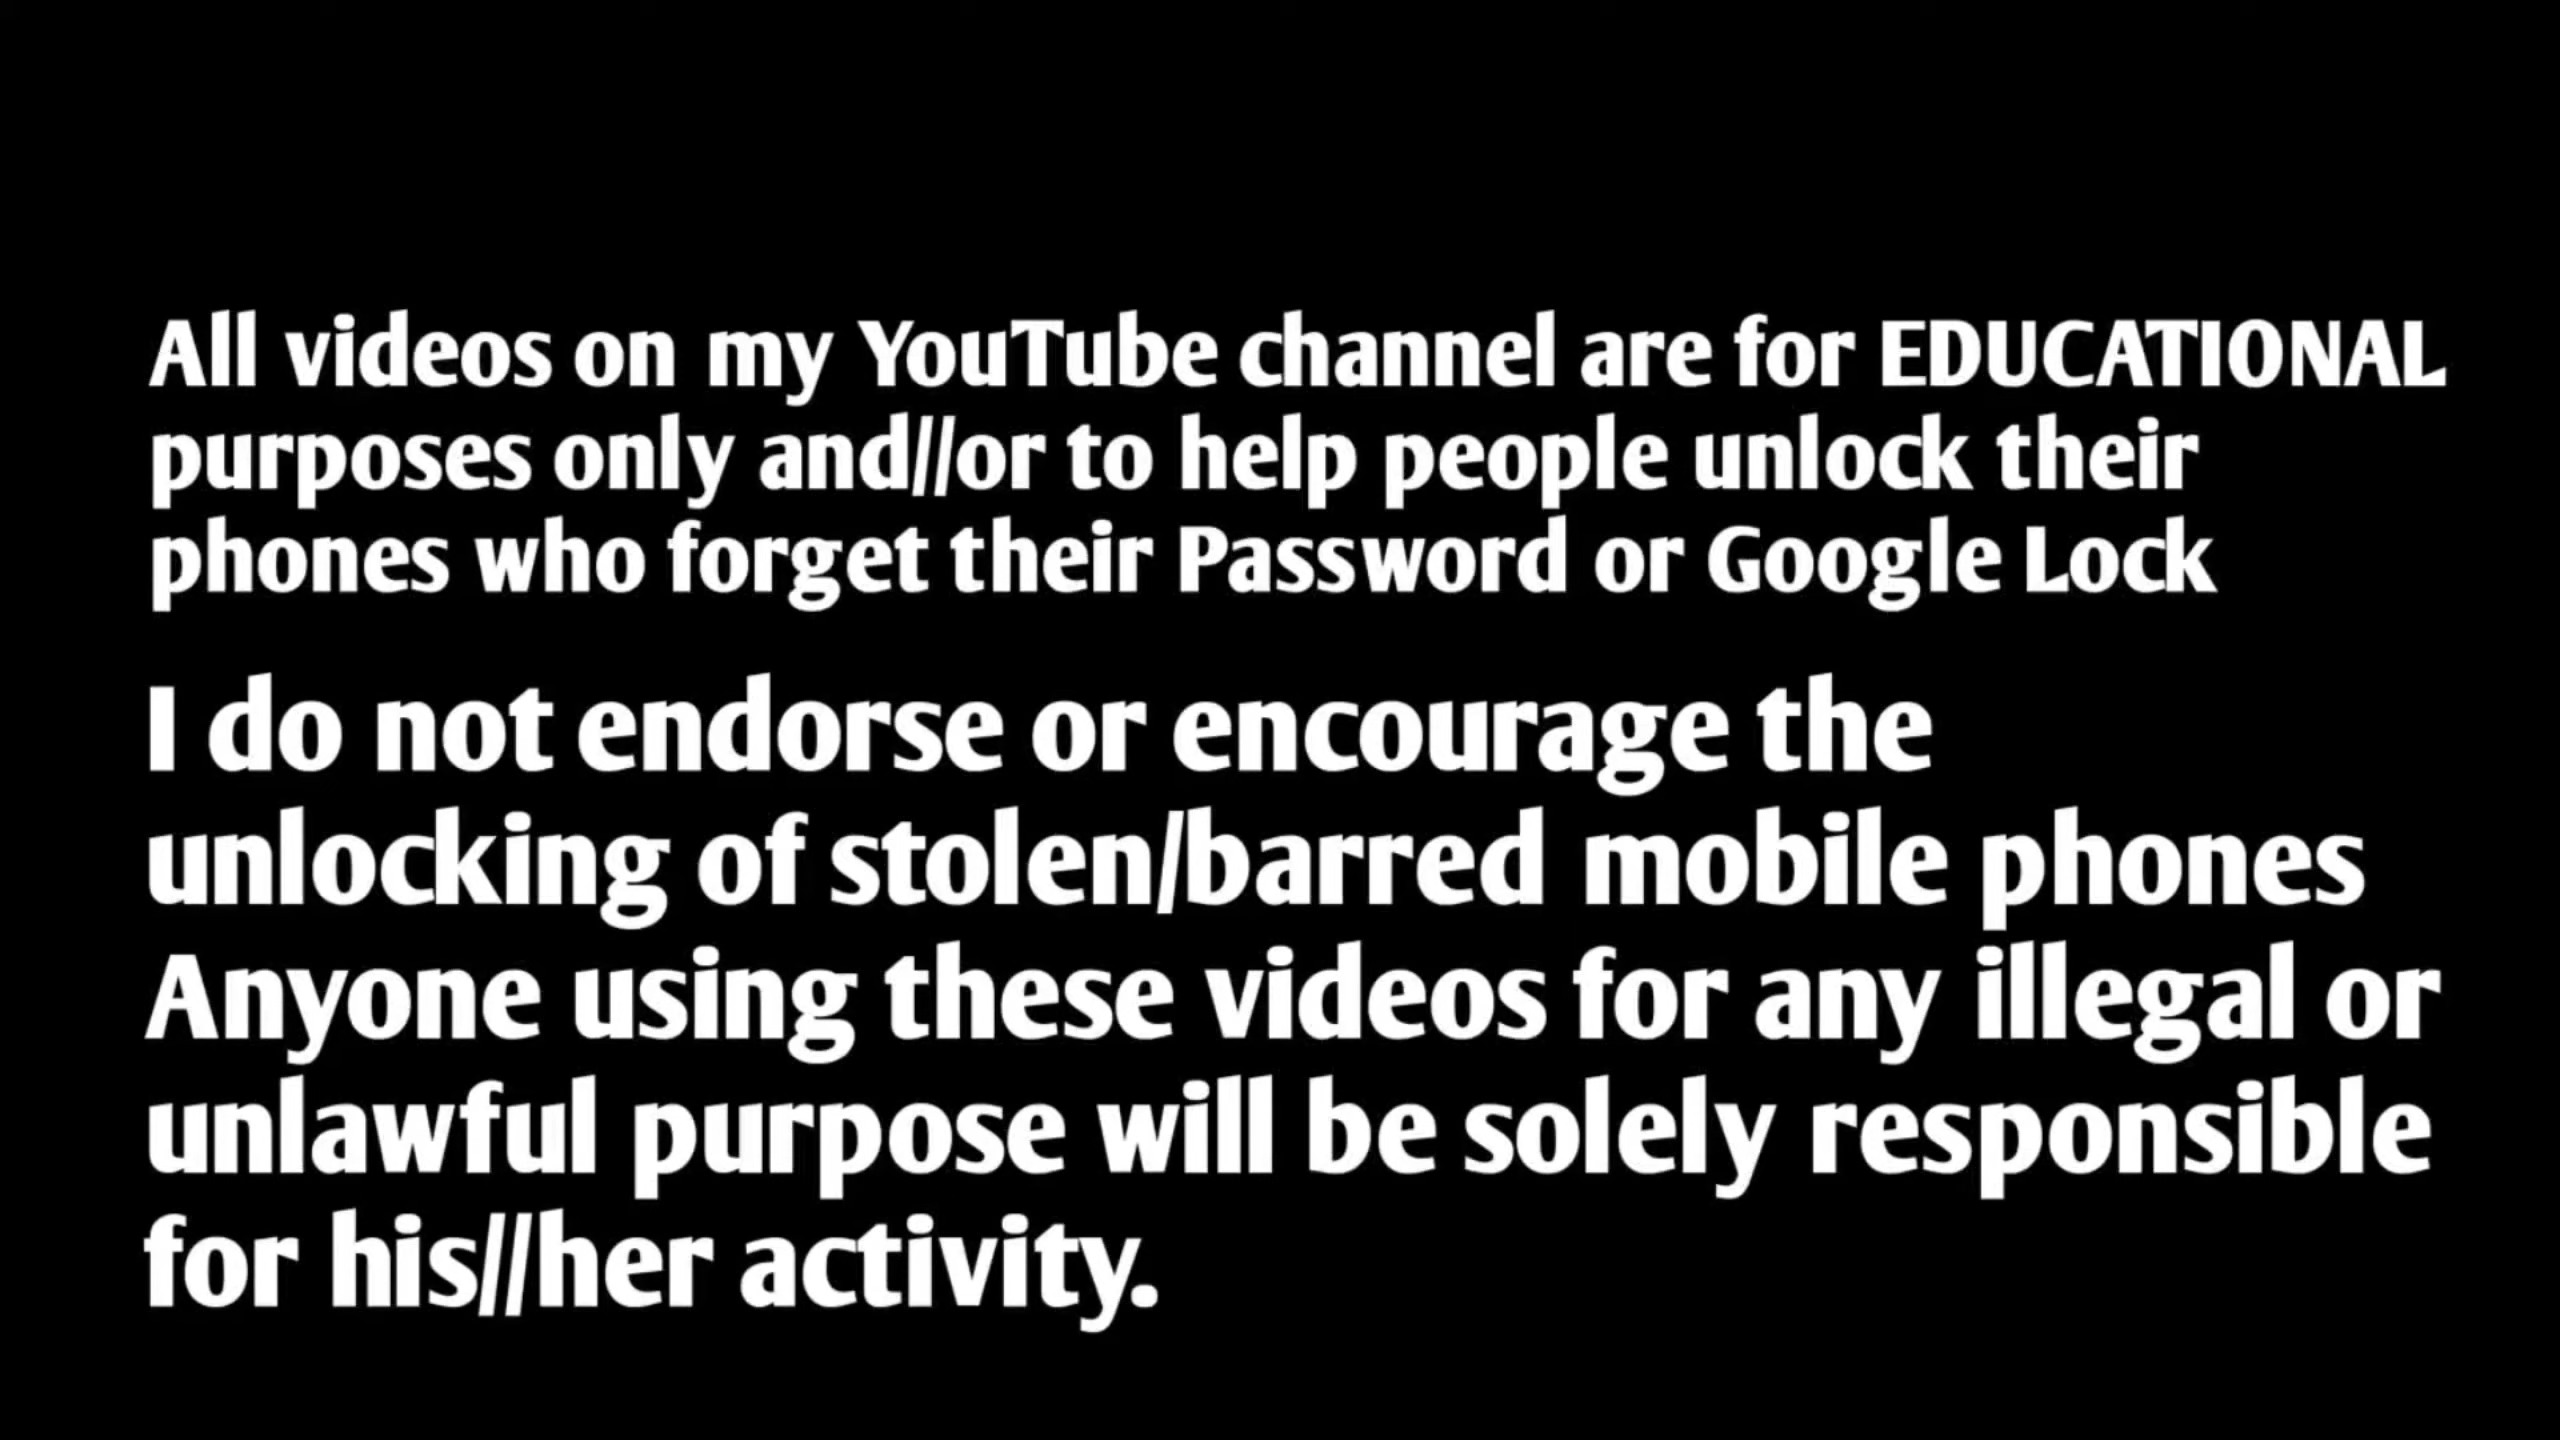 All videos on my YouTube channel are for EDUCATIONAL
purposes only and//or to help people unlock their
phones who forget their Password or Google Lock
I do not endorse or encourage the
unlocking of stolen/barred mobile phones
Anyone using these videos for any illegal or
unlawful purpose will be solely responsible
for his//her activity.